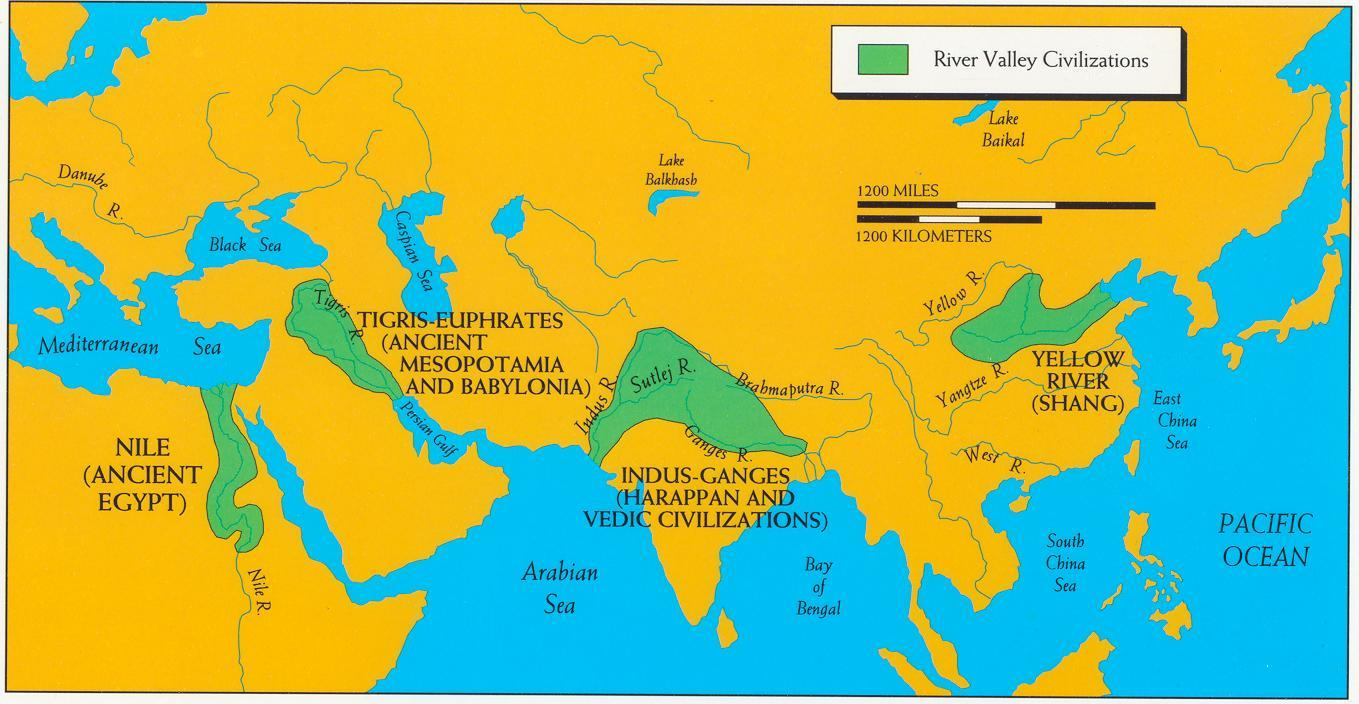 River Valley Civilizations
Lake
Baikal
Lake
Balkhash
1200 MILES
1200 KILOMETERS
Danube
R.
Black Sea
Caspian Sea
Yellow R.
Tigris R.
TIGRIS-EUPHRATES
(ANCIENT
MESOPOTAMIA
AND BABYLONIA)
Mediterranean Sea
Persian Gulf
Indus R.
Sutlej R.
Brahmaputra R.
Ganges R.
YELLOW
RIVER
(SHANG)
Yangtze R.
West R.
East
China
Sea
NILE
(ANCIENT
EGYPT)
INDUS-GANGES
(HARAPPAN AND
VEDIC CIVILIZATIONS)
Nile R.
Arabian
Sea
Bay
of
Bengal
South
China
Sea
PACIFIC
OCEAN